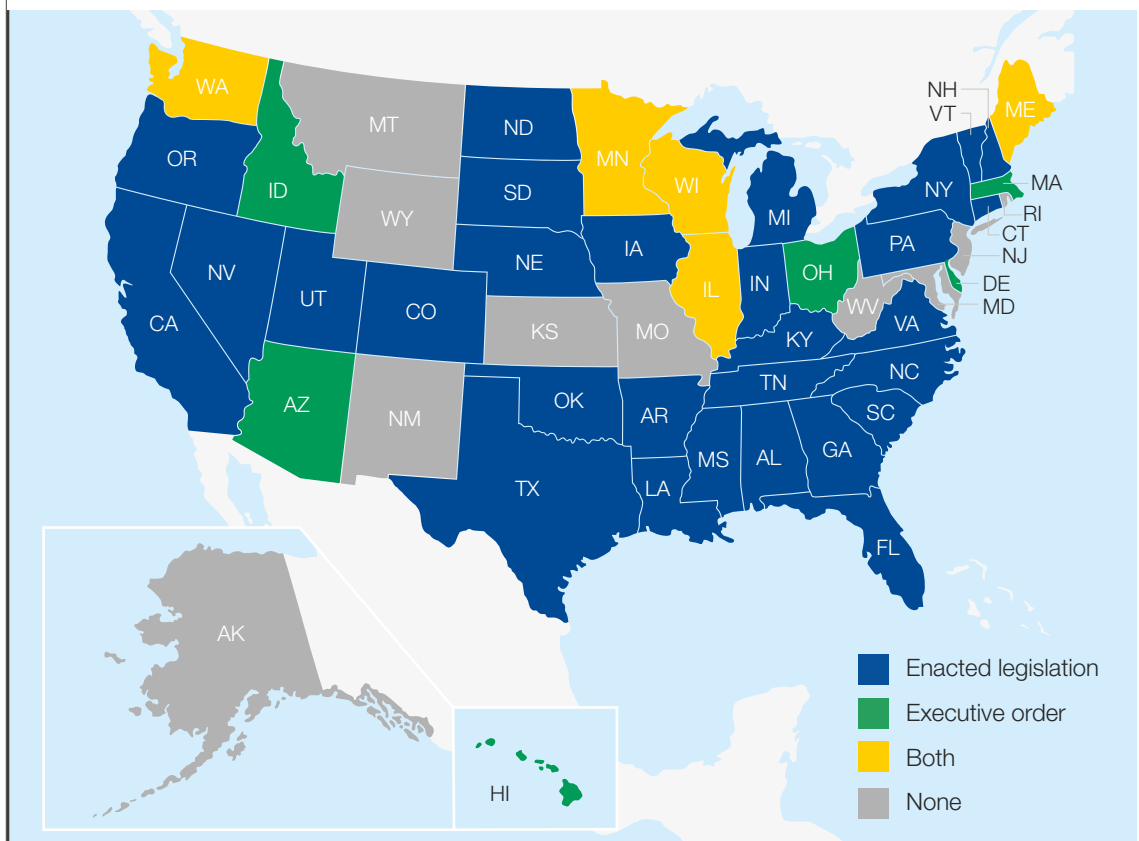 WA
MT
ND
MN
ME
NH
VT
OR
ID
SD
WI
NY
MA
WY
MI
RI
CT
NJ
IA
PA
NE
OH
DE
MD
NV
UT
CO
IL
IN
WV
VA
CA
KS
MO
KY
NC
TN
AZ
NM
OK
AR
SC
MS
AL
GA
TX
LA
FL
AK
HI
Enacted legislation
Executive order
Both
None